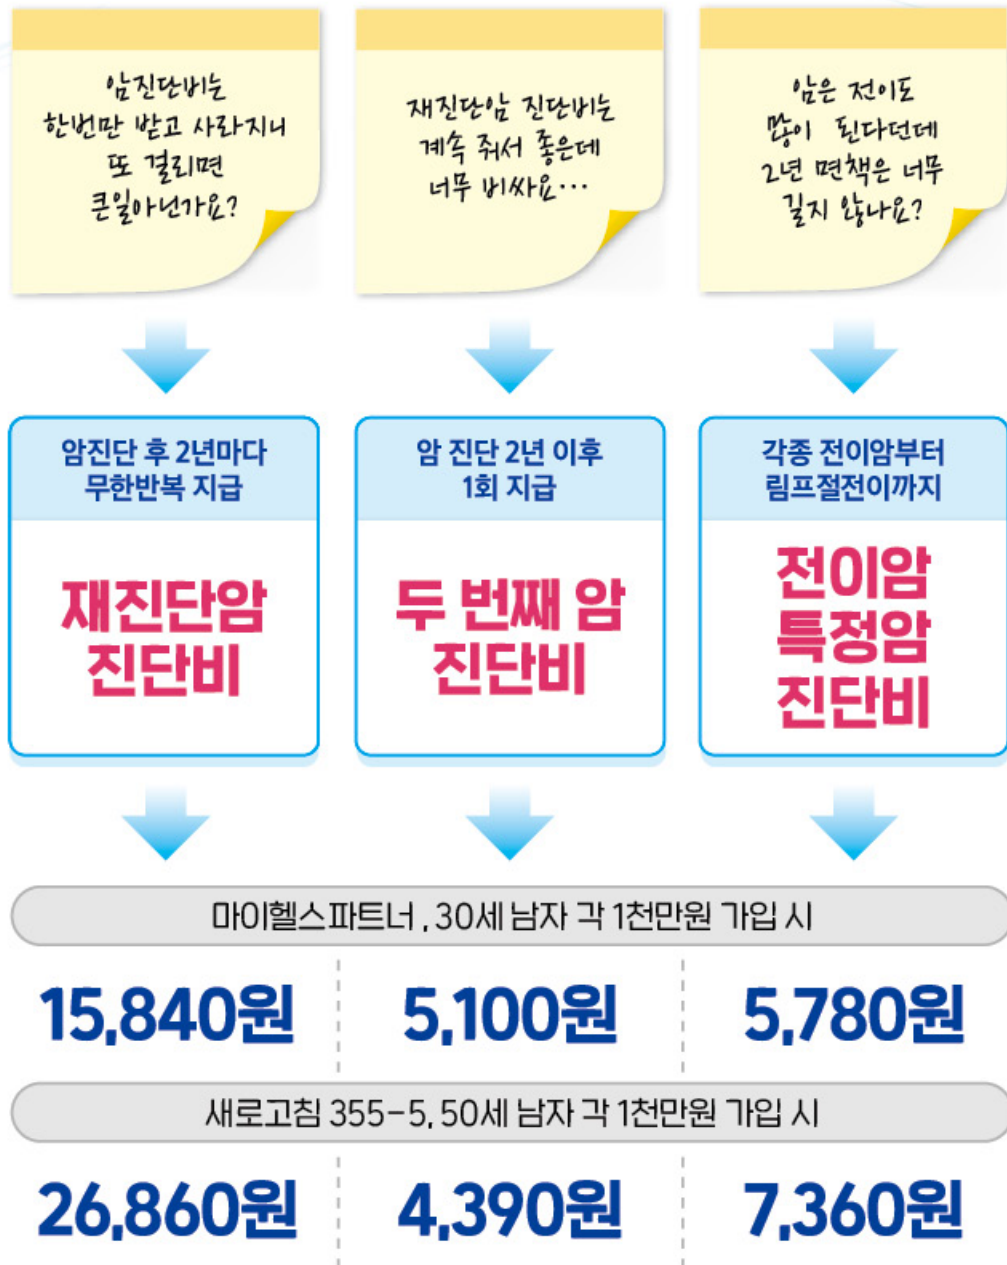 암진단비는
한번만 받고 사라지니
또 걸리면
큰일아닌가요?
재진단암 진단비는
계속 줘서 좋은데
너무 비싸요...
암은 전이도
많이 된다던데
2년 면책은 너무
길지 않나요?
암진단 후 2년마다
무한반복 지급
재진단암
진단비
암 진단 2년 이후
1회 지급
두 번째 암
진단비
각종 전이암부터
림프절전이까지
전이암
특정암
진단비
마이헬스파트너, 30세 남자 각 1천만원 가입 시
15,840원
5,100원
5,780원
새로고침 355-5, 50세 남자 각 1천만원 가입 시
26,860원
4,390원
7,360원